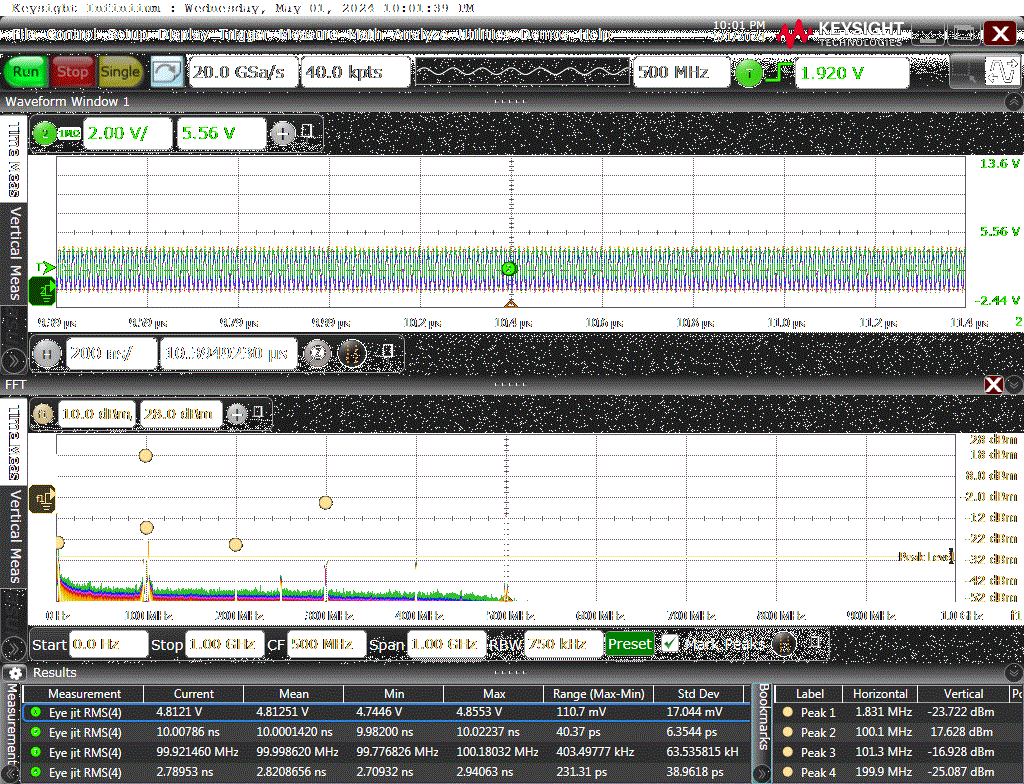 Keysight Infiniium : Wednesday, May 01, 2024 10:01:39 PM
File Control Setup Display Trigger Measure Math Analyze Utilities Demos Help
10:01 PM
KEYSIGHT
TECHNOLOGIES
Run Stop Single 20.0 GSa/s 40.0 kpts 500 MHz T 1.920 V
Waveform Window 1
1MΩ 2.00 V/ 5.56 V
Time Meas
Vertical Meas
13.6 V
5.56 V
-2.44 V
T
2
9.39 µs 9.59 µs 9.79 µs 9.99 µs 10.2 µs 10.4 µs 10.6 µs 10.8 µs 11.0 µs 11.2 µs 11.4 µs 2
H 200 ns/ 10.3949230 µs
FFT
f1 10.0 dBm/ 28.0 dBm
Time Meas
Vertical Meas
28 dBm
18 dBm
8.0 dBm
-2.0 dBm
-12 dBm
-22 dBm
-32 dBm
-42 dBm
-52 dBm
Peak Level
0.0 Hz 100 MHz 200 MHz 300 MHz 400 MHz 500 MHz 600 MHz 700 MHz 800 MHz 900 MHz 1.0 GHz f1
Start 0.0 Hz Stop 1.00 GHz CF 500 MHz Span 1.00 GHz RBW 750 kHz Preset Mark Peaks
Results
Measurement
Measurement Current Mean Min Max Range (Max-Min) Std Dev
Eye jit RMS(4) 4.8121 V 4.81251 V 4.7446 V 4.8553 V 110.7 mV 17.044 mV
Eye jit RMS(4) 10.00786 ns 10.0001420 ns 9.98200 ns 10.02237 ns 40.37 ps 6.3544 ps
Eye jit RMS(4) 99.921460 MHz 99.998620 MHz 99.776826 MHz 100.18032 MHz 403.49777 kHz 63.535815 kH
Eye jit RMS(4) 2.78953 ns 2.8208656 ns 2.70932 ns 2.94063 ns 231.31 ps 38.9618 ps
Bookmarks
Label Horizontal Vertical Po
Peak 1 1.831 MHz -23.722 dBm
Peak 2 100.1 MHz 17.628 dBm
Peak 3 101.3 MHz -16.928 dBm
Peak 4 199.9 MHz -25.087 dBm